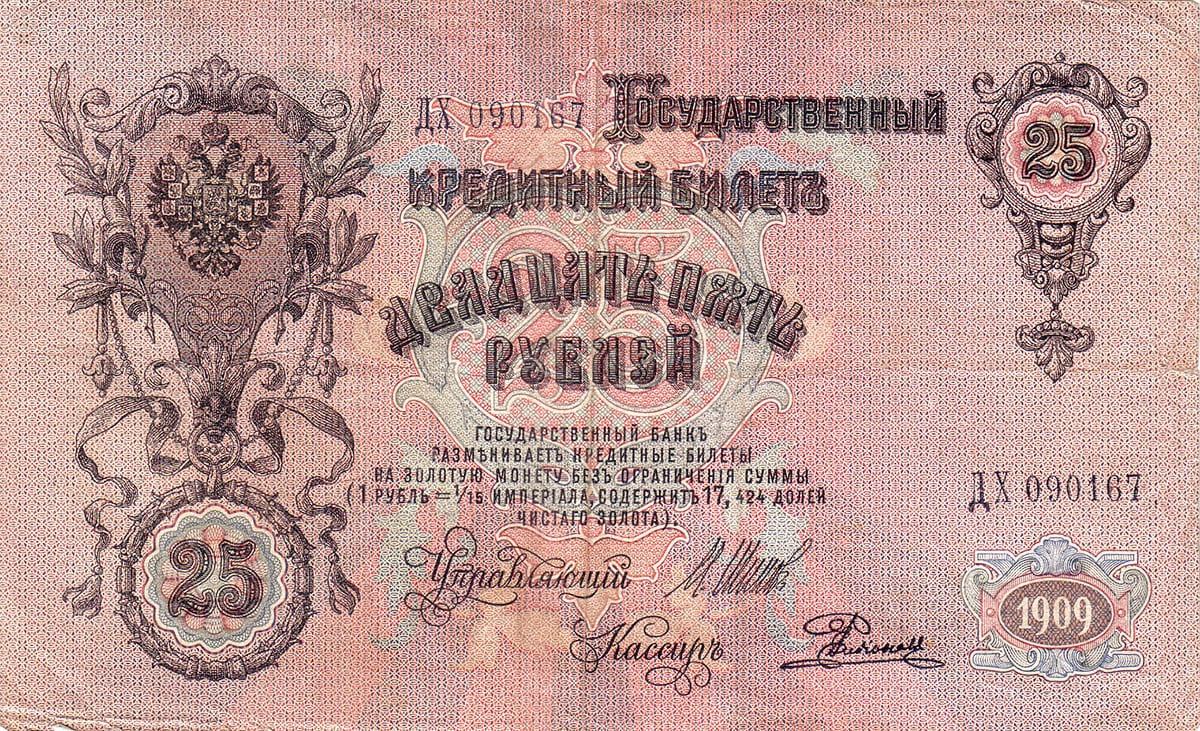 ДХ 090167 Государственный
Кредитный Билетъ
25
Двадцать пять
рублей
25
ГОСУДАРСТВЕННЫЙ БАНКЪ
РАЗМѢНИВАЕТЪ КРЕДИТНЫЕ БИЛЕТЫ
НА ЗОЛОТУЮ МОНЕТУ БЕЗЪ ОГРАНИЧЕНІЯ СУММЫ
(1 РУБЛЬ = 1/15 ИМПЕРІАЛА, СОДЕРЖИТЪ 17, 424 ДОЛЕЙ
ЧИСТАГО ЗОЛОТА).
ДХ 090167
Управляющій
25
Кассиръ
1909